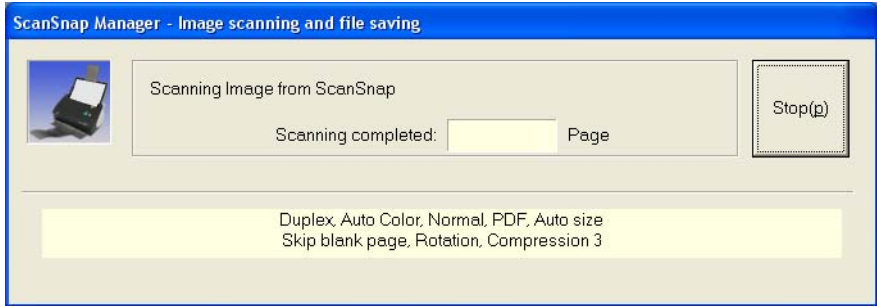 ScanSnap Manager - Image scanning and file saving
Scanning Image from ScanSnap
Scanning completed: Page
Stop(p)
Duplex, Auto Color, Normal, PDF, Auto size
Skip blank page, Rotation, Compression 3